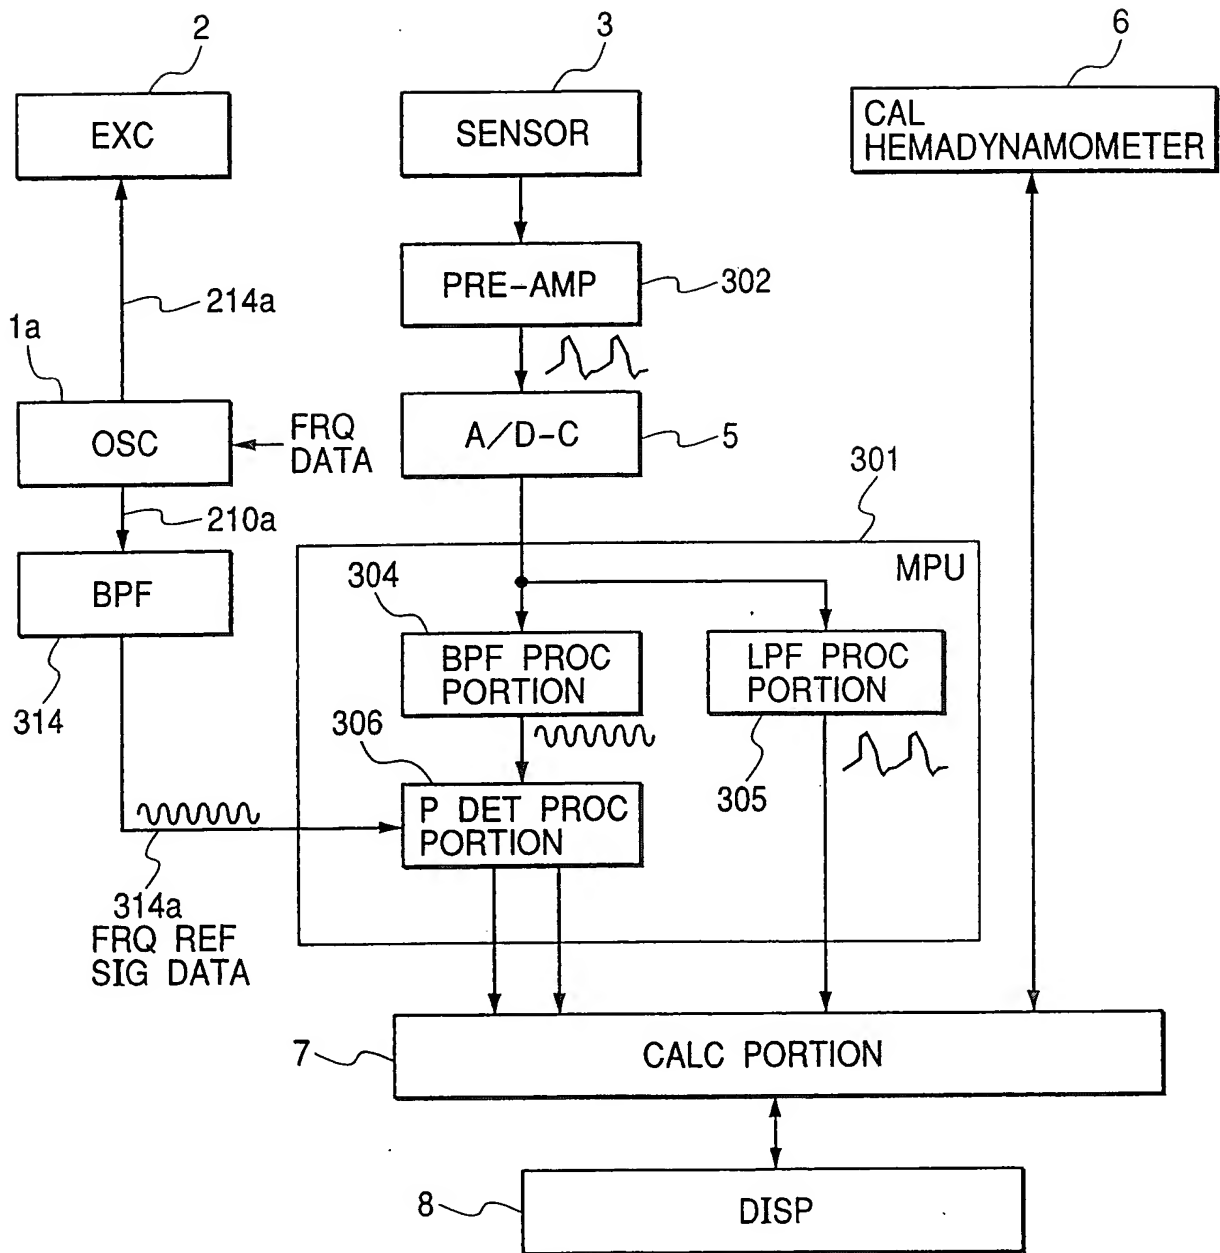 2
3
6
EXC
SENSOR
CAL
HEMADYNAMOMETER
PRE-AMP
302
214a
1a
OSC
FRQ
DATA
A/D-C
5
301
210a
MPU
BPF
304
BPF PROC
PORTION
LPF PROC
PORTION
314
306
305
P DET PROC
PORTION
314a
FRQ REF
SIG DATA
7
CALC PORTION
8
DISP